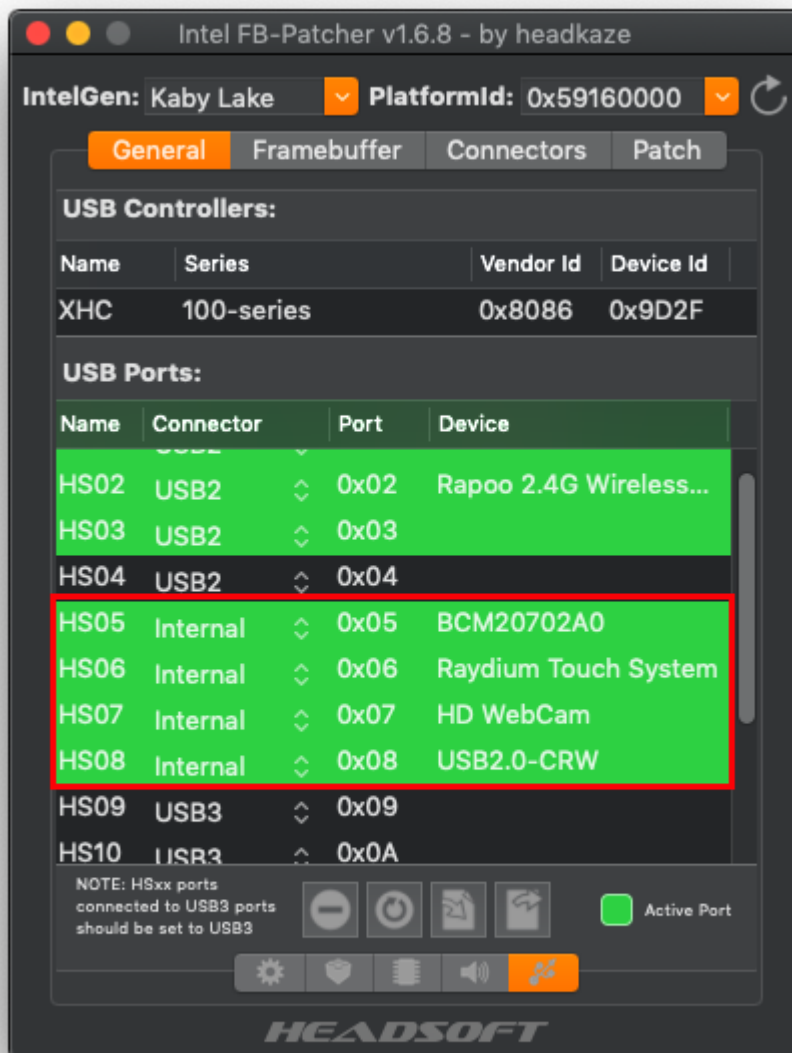 Intel FB-Patcher v1.6.8 - by headkaze
IntelGen: Kaby Lake PlatformId: 0x59160000
General Framebuffer Connectors Patch
USB Controllers:
Name Series Vendor Id Device Id
XHC 100-series 0x8086 0x9D2F
USB Ports:
Name Connector Port Device
HS02 USB2 0x02 Rapoo 2.4G Wireless...
HS03 USB2 0x03
HS04 USB2 0x04
HS05 Internal 0x05 BCM20702A0
HS06 Internal 0x06 Raydium Touch System
HS07 Internal 0x07 HD WebCam
HS08 Internal 0x08 USB2.0-CRW
HS09 USB3 0x09
HS10 USB3 0x0A
NOTE: HSxx ports
connected to USB3 ports
should be set to USB3
Active Port
HEADSOFT